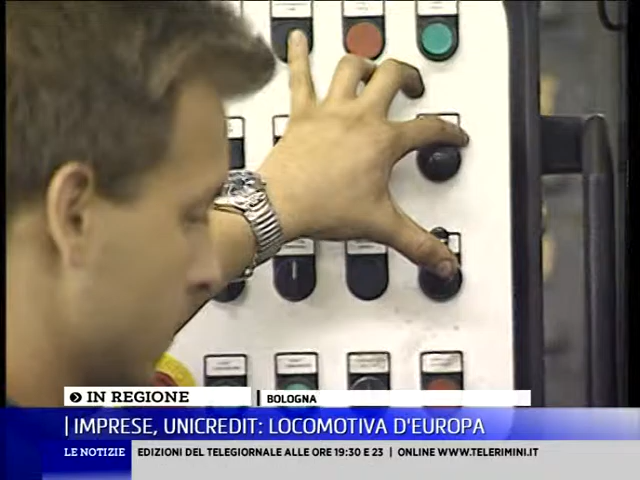 IN REGIONE
BOLOGNA
IMPRESE, UNICREDIT: LOCOMOTIVA D'EUROPA
LE NOTIZIE
EDIZIONI DEL TELEGIORNALE ALLE ORE 19:30 E 23 | ONLINE WWW.TELERIMINI.IT